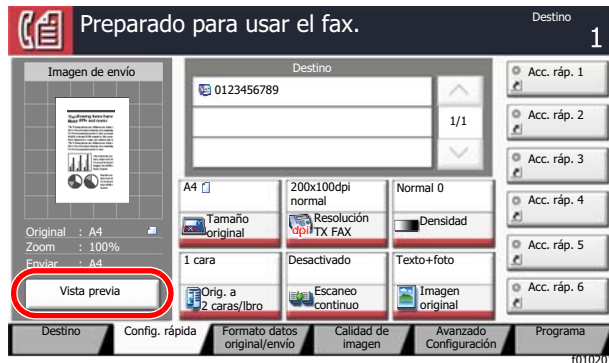 Preparado para usar el fax.
Destino
1
Imagen de envío
Original : A4
Zoom : 100%
Enviar : A4
Vista previa
Destino
0123456789
1/1
A4
Tamaño
original
200x100dpi
normal
dpi
Resolución
TX FAX
Normal 0
Densidad
1 cara
Orig. a
2 caras/lbro
Desactivado
Escaneo
continuo
Texto+foto
Imagen
original
Acc. ráp. 1
Acc. ráp. 2
Acc. ráp. 3
Acc. ráp. 4
Acc. ráp. 5
Acc. ráp. 6
Destino
Config. rápida
Formato datos
original/envío
Calidad de
imagen
Avanzado
Configuración
Programa
f01020